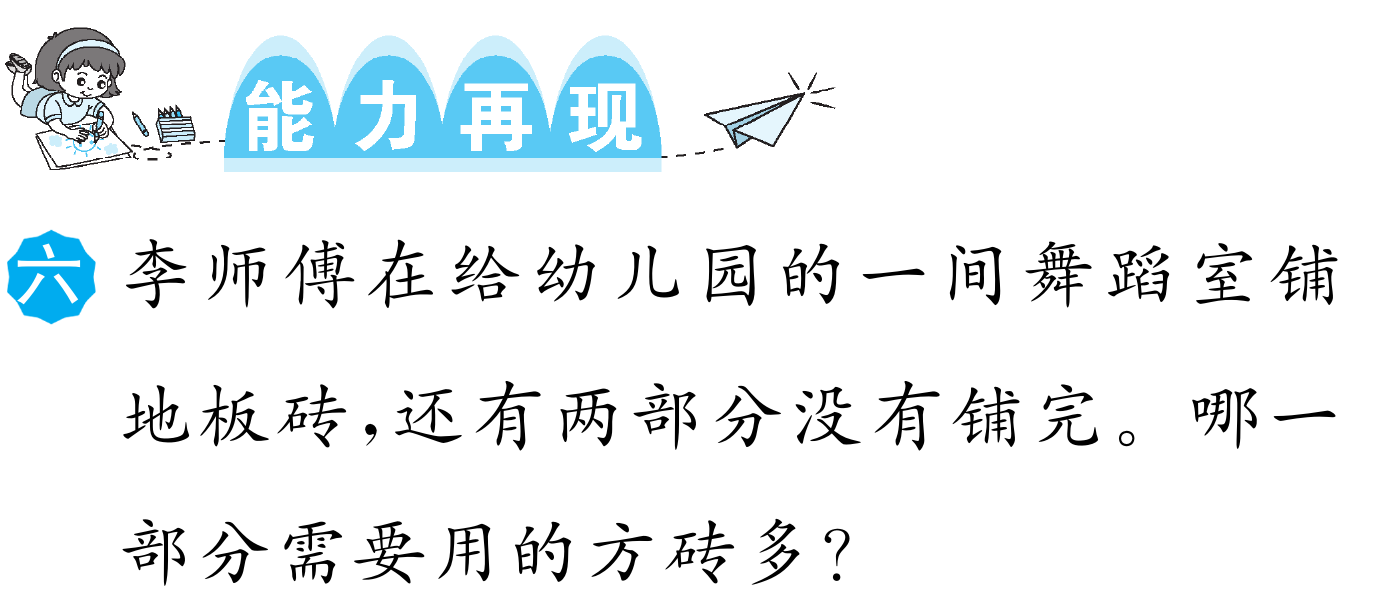 能力再现
六 李师傅在给幼儿园的一间舞蹈室铺
地板砖,还有两部分没有铺完。哪一
部分需要用的方砖多?